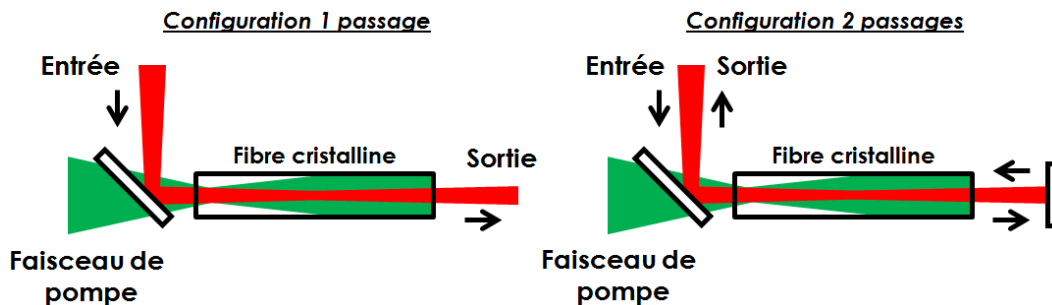 Configuration 1 passage
Entrée
Fibre cristalline
Sortie
Faisceau de
pompe
Configuration 2 passages
Entrée
Sortie
Fibre cristalline
Faisceau de
pompe